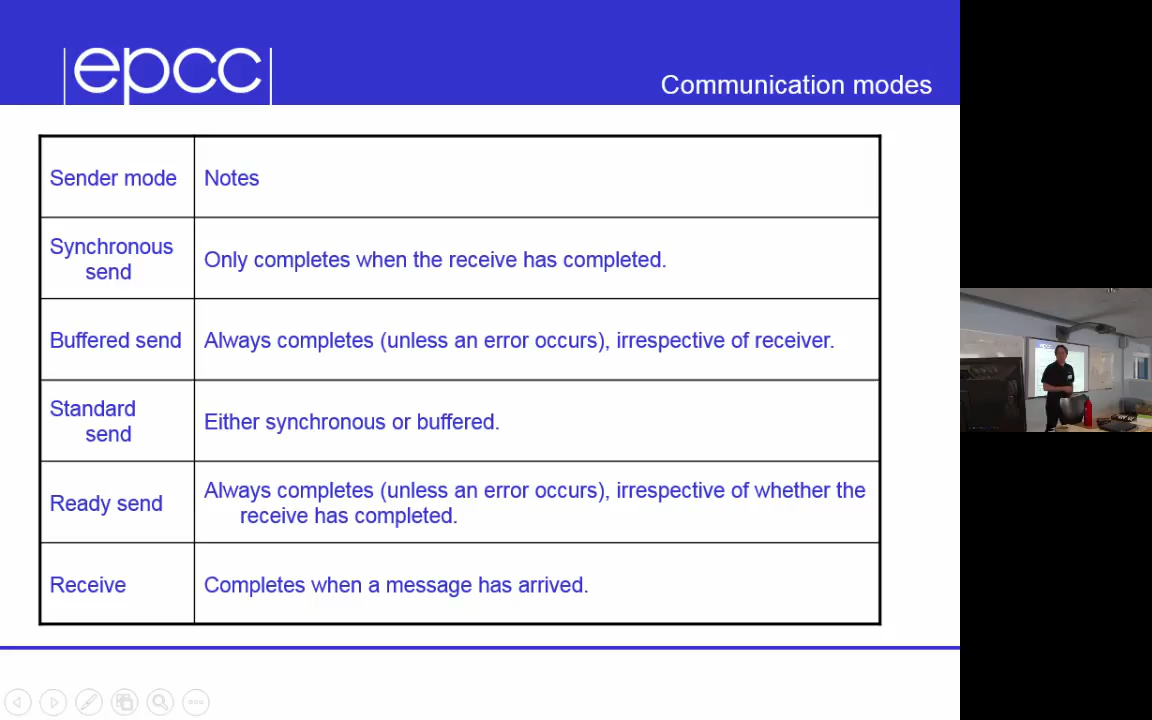 epcc
Communication modes
Sender mode
Notes
Synchronous
send
Only completes when the receive has completed.
Buffered send
Always completes (unless an error occurs), irrespective of receiver.
Standard
send
Either synchronous or buffered.
Ready send
Always completes (unless an error occurs), irrespective of whether the
receive has completed.
Receive
Completes when a message has arrived.
epcc